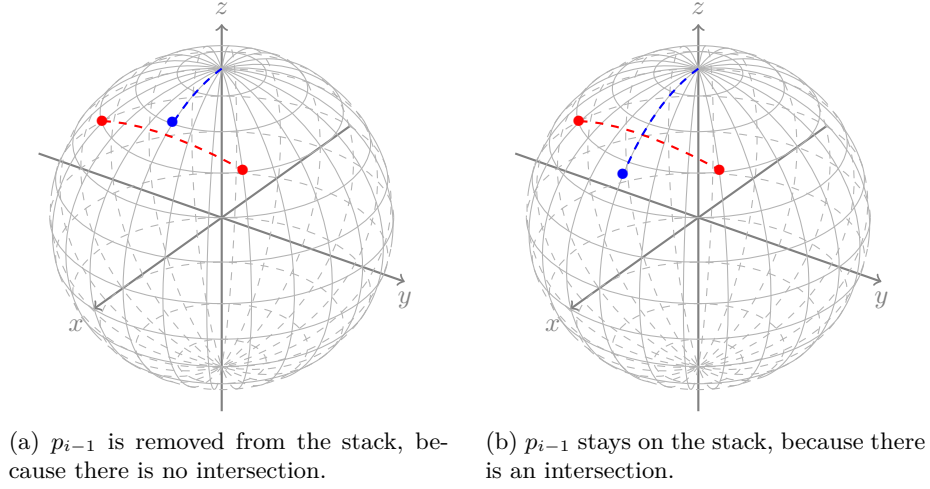 z
z
x
y
x
y
(a) $p_{i-1}$ is removed from the stack, be-
cause there is no intersection.
(b) $p_{i-1}$ stays on the stack, because there
is an intersection.